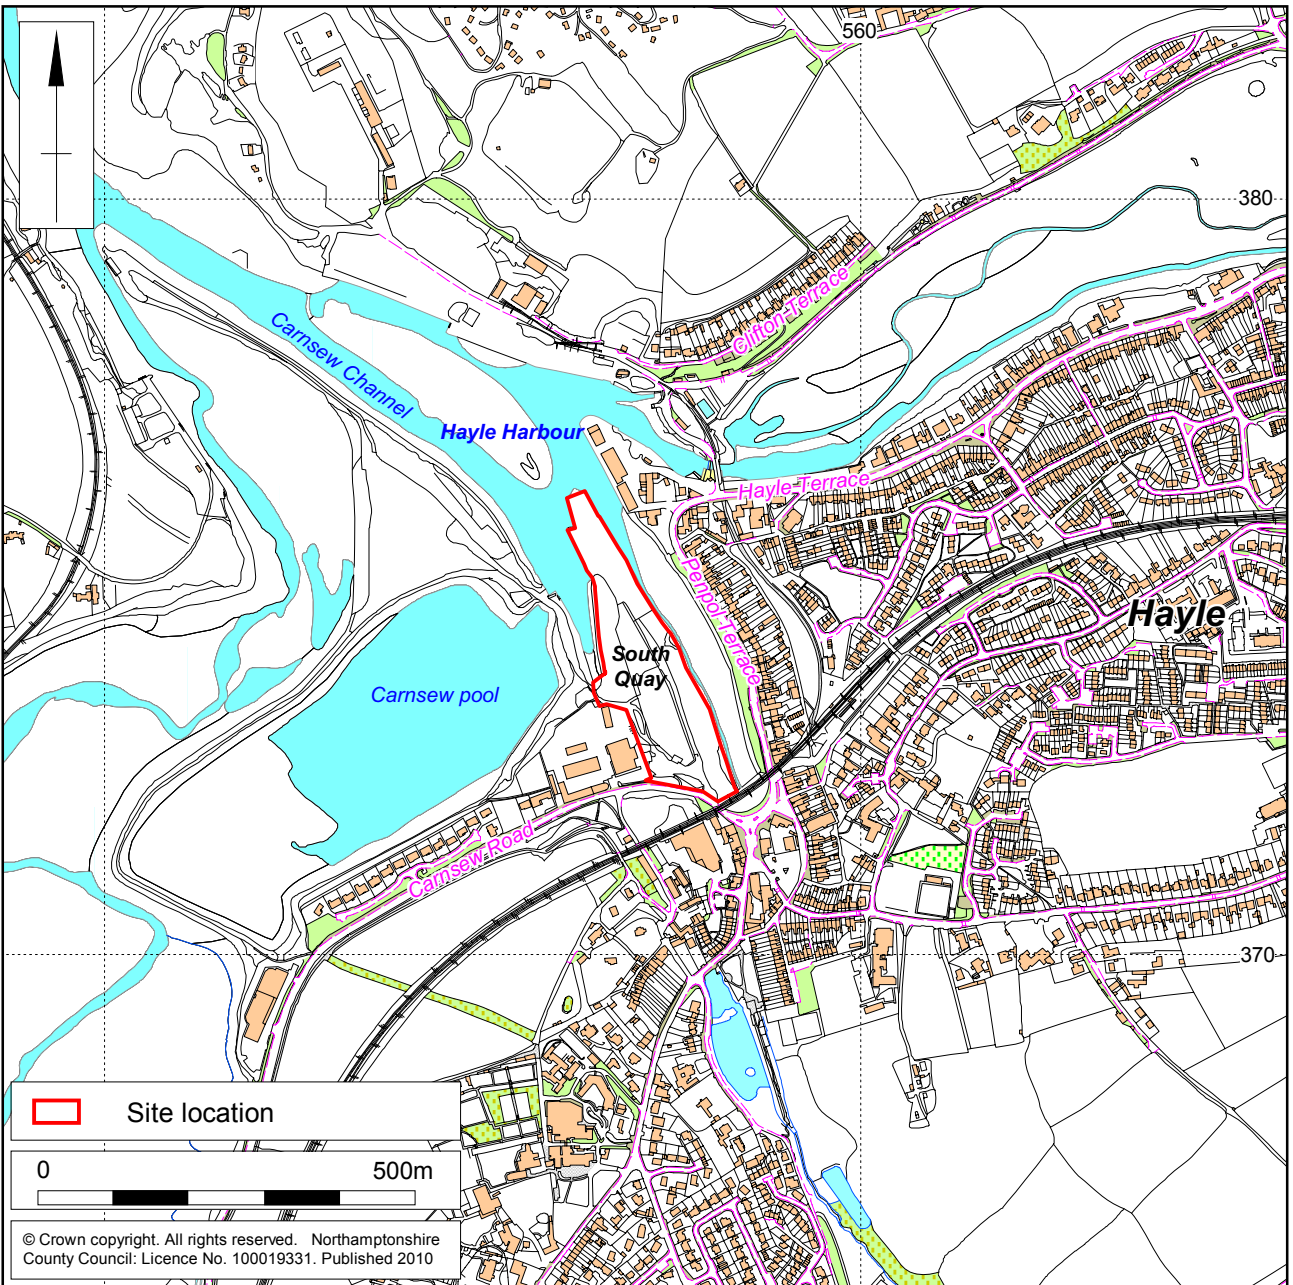 560
380
Clifton Terrace
Carnsew Channel
Hayle Harbour
Hayle Terrace
Penpol Terrace
Hayle
South
Quay
Carnsew pool
Carnsew Road
370
Site location
0 500m
© Crown copyright. All rights reserved. Northamptonshire
County Council: Licence No. 100019331. Published 2010